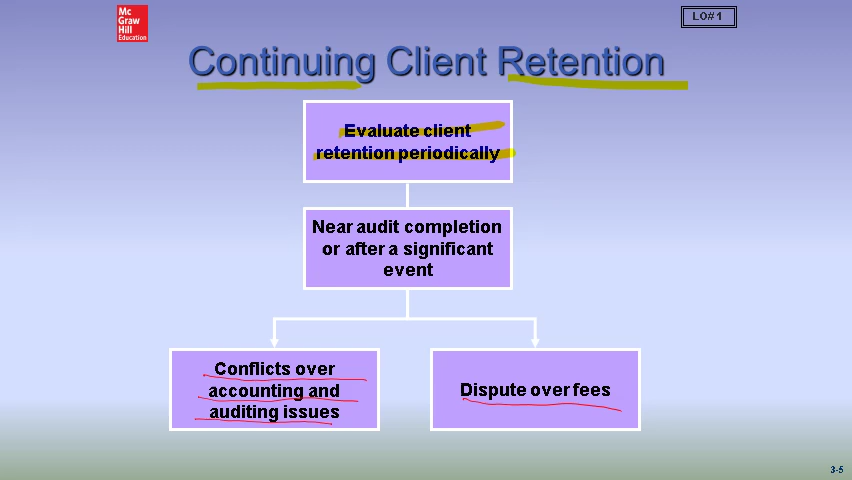 Mc
Graw
Hill
Education
LO# 1
Continuing Client Retention
Evaluate client
retention periodically
Near audit completion
or after a significant
event
Conflicts over
accounting and
auditing issues
Dispute over fees
3-5